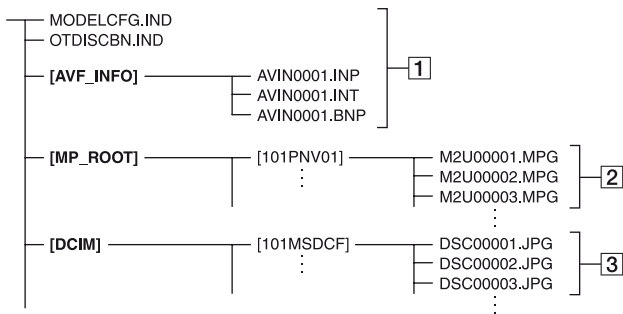 MODELCFG.IND
OTDISCBN.IND
[AVF_INFO] AVIN0001.INP
AVIN0001.INT
AVIN0001.BNP
1
[MP_ROOT] [101PNV01] M2U00001.MPG
M2U00002.MPG
M2U00003.MPG
2
[DCIM] [101MSDCF] DSC00001.JPG
DSC00002.JPG
DSC00003.JPG
3